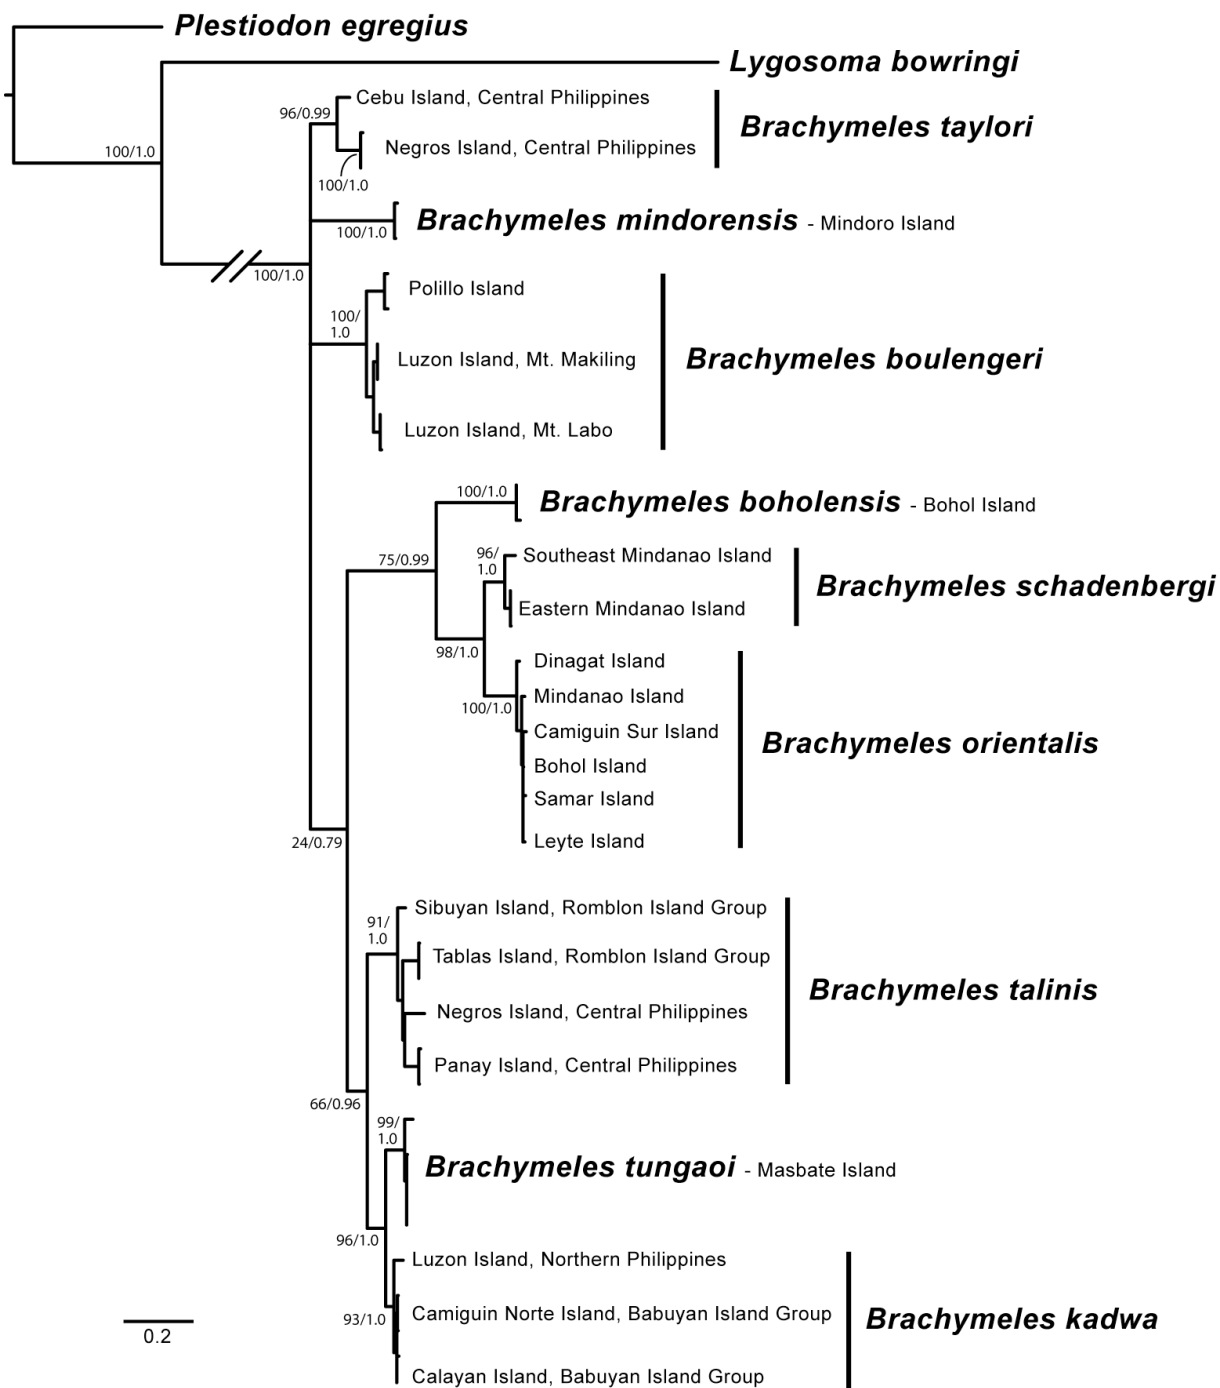 Plestiodon egregius
Lygosoma bowringi
100/1.0
96/0.99
Cebu Island, Central Philippines
Negros Island, Central Philippines
100/1.0
Brachymeles taylori
100/1.0
Brachymeles mindorensis - Mindoro Island
100/1.0
Polillo Island
100/
1.0
Luzon Island, Mt. Makiling
Luzon Island, Mt. Labo
Brachymeles boulengeri
100/1.0
Brachymeles boholensis - Bohol Island
75/0.99
96/
1.0
Southeast Mindanao Island
Eastern Mindanao Island
Brachymeles schadenbergi
98/1.0
Dinagat Island
Mindanao Island
100/1.0
Camiguin Sur Island
Bohol Island
Samar Island
Leyte Island
Brachymeles orientalis
24/0.79
91/
1.0
Sibuyan Island, Romblon Island Group
Tablas Island, Romblon Island Group
Negros Island, Central Philippines
Panay Island, Central Philippines
Brachymeles talinis
66/0.96
99/
1.0
Brachymeles tungaoi - Masbate Island
96/1.0
Luzon Island, Northern Philippines
93/1.0
Camiguin Norte Island, Babuyan Island Group
Calayan Island, Babuyan Island Group
Brachymeles kadwa
0.2